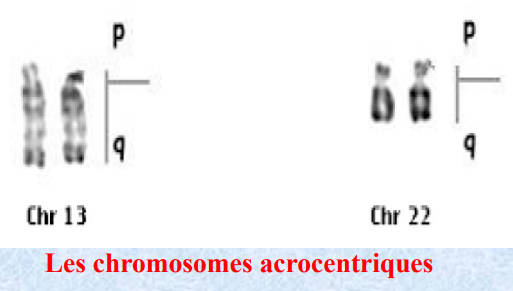 p p
q q
Chr 13 Chr 22
Les chromosomes acrocentriques